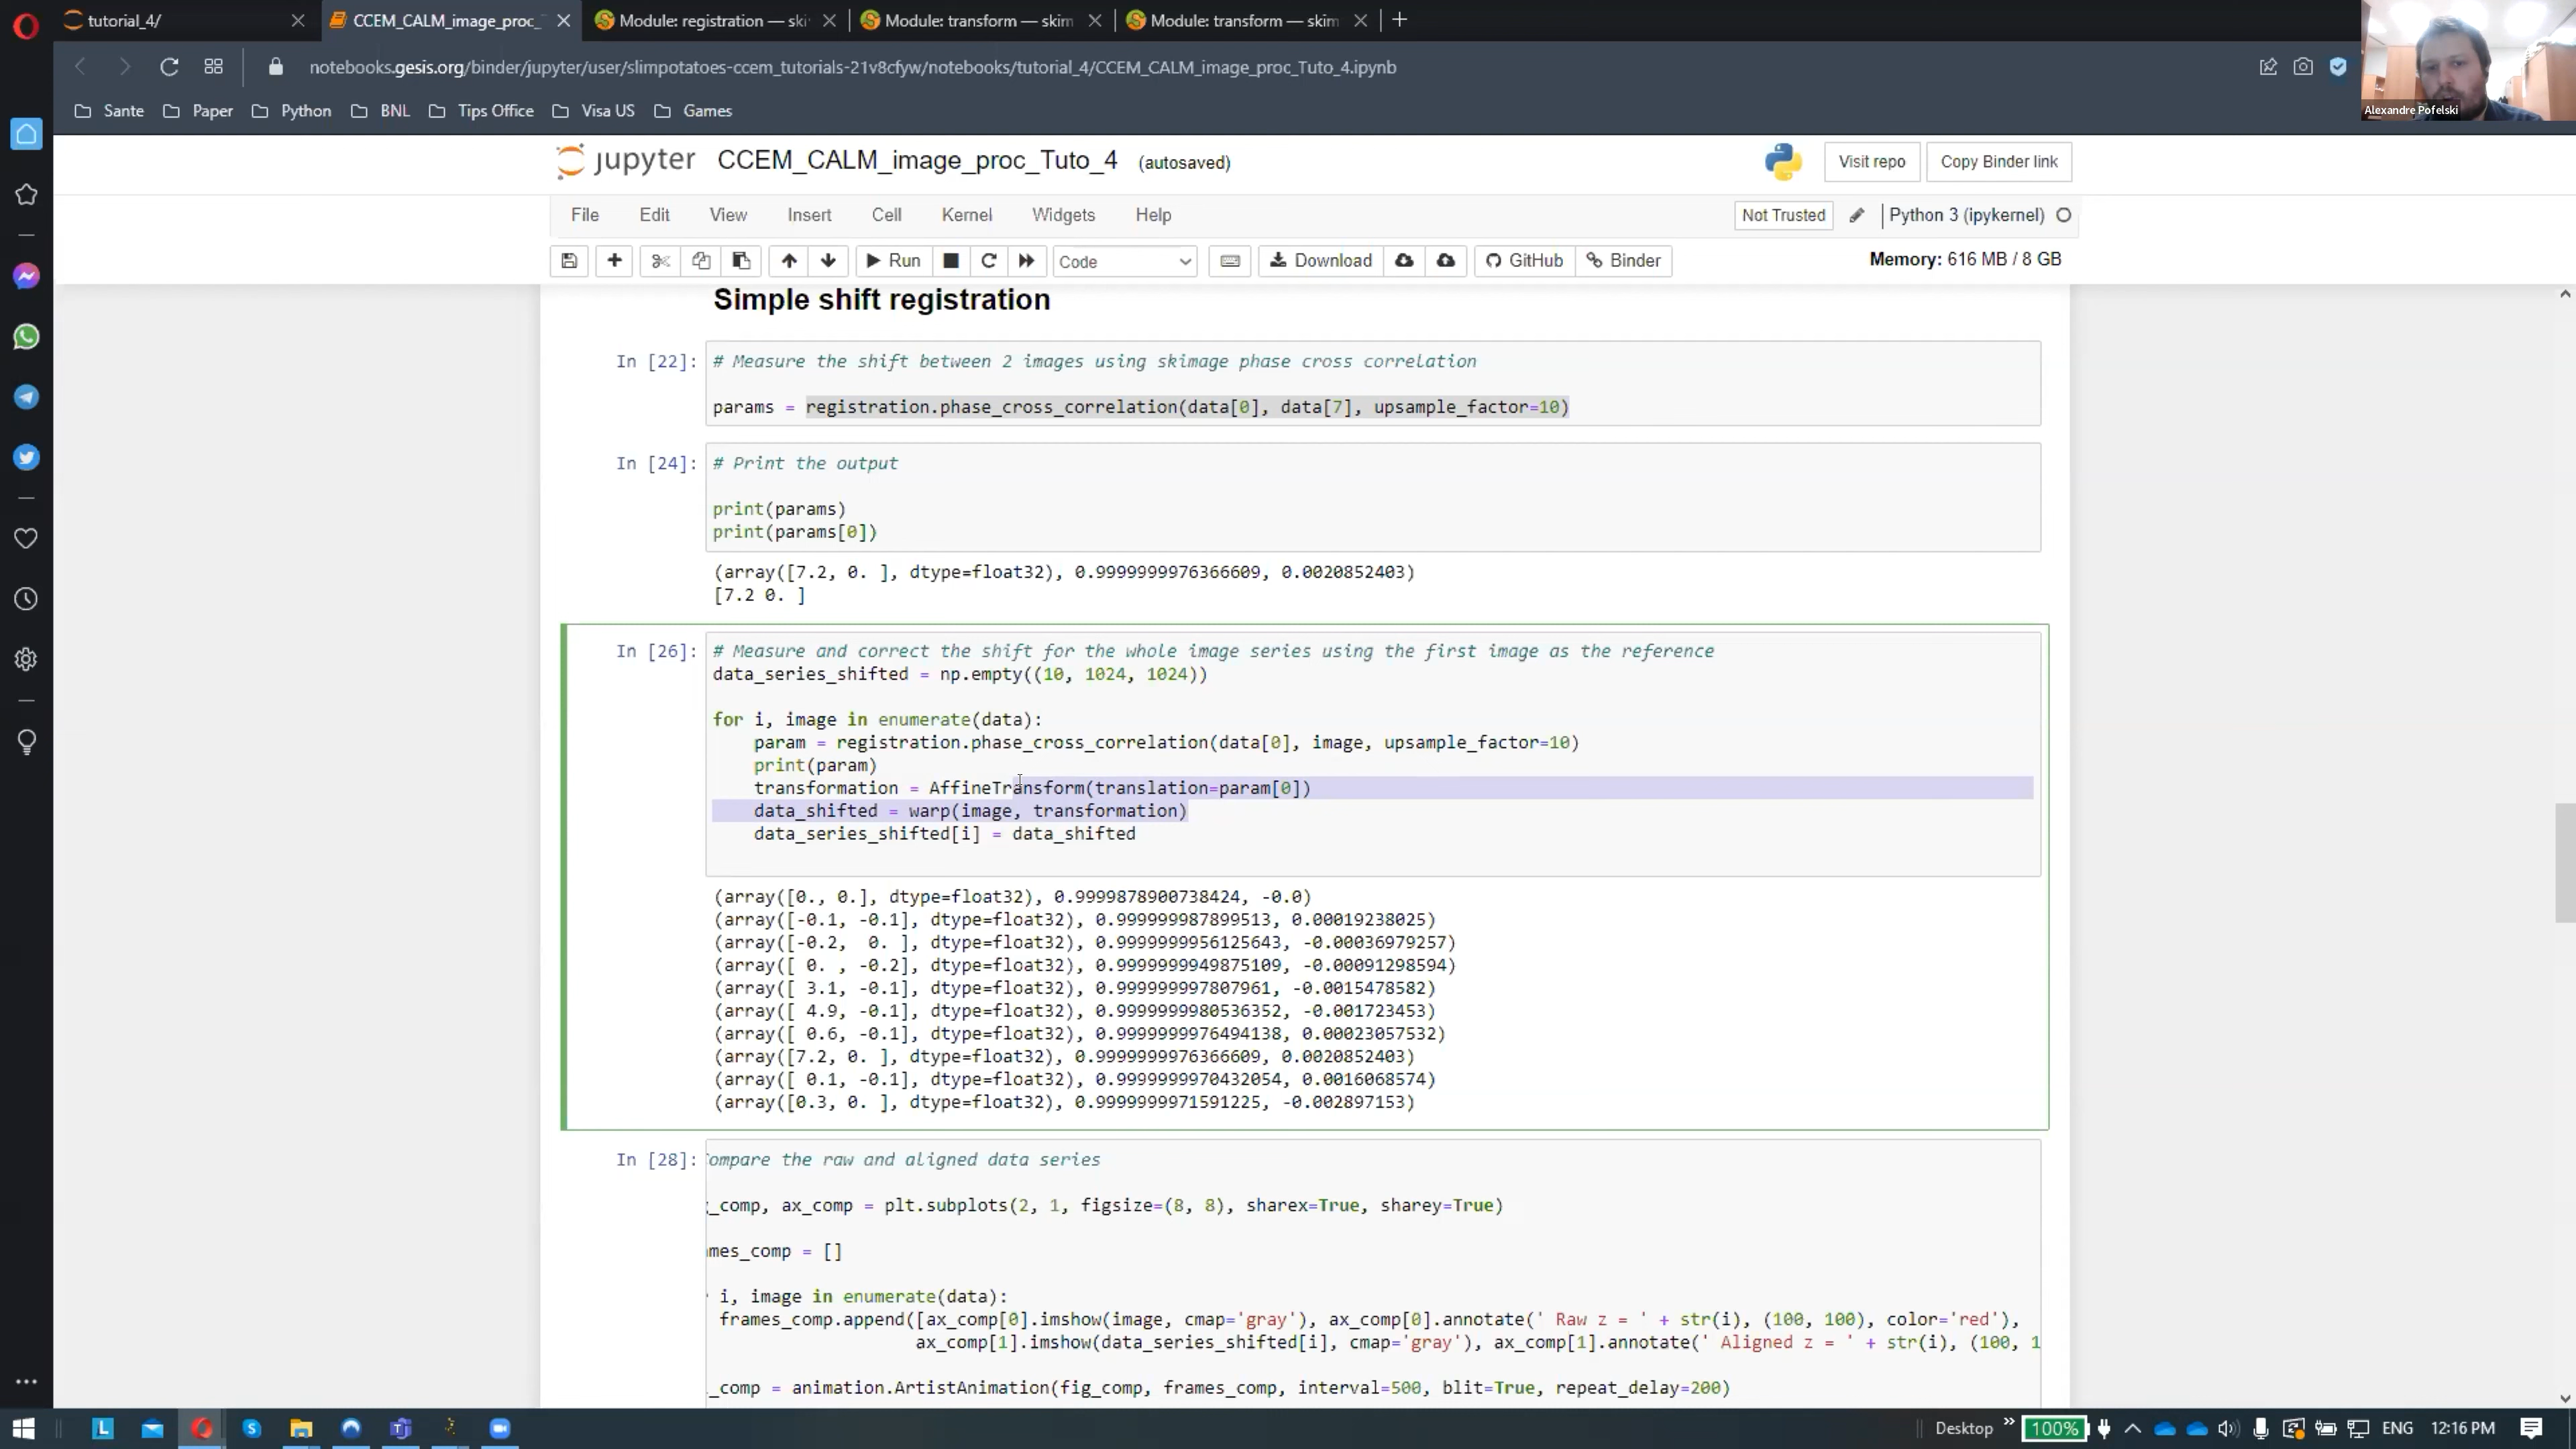 tutorial_4/
CCEM_CALM_image_proc_
Module: registration — ski
Module: transform — skim
Module: transform — skim
notebooks.gesis.org/binder/jupyter/user/slimpotatoes-ccem_tutorials-21v8cfyw/notebooks/tutorial_4/CCEM_CALM_image_proc_Tuto_4.ipynb
Sante Paper Python BNL Tips Office Visa US Games
Alexandre Pofelski
jupyter CCEM_CALM_image_proc_Tuto_4 (autosaved)
Visit repo Copy Binder link
File Edit View Insert Cell Kernel Widgets Help
Not Trusted Python 3 (ipykernel)
Run Code Download GitHub Binder
Memory: 616 MB / 8 GB
Simple shift registration
In [22]: # Measure the shift between 2 images using skimage phase cross correlation
params = registration.phase_cross_correlation(data[0], data[7], upsample_factor=10)
In [24]: # Print the output
print(params)
print(params[0])
(array([7.2, 0. ], dtype=float32), 0.9999999976366609, 0.0020852403)
[7.2 0. ]
In [26]: # Measure and correct the shift for the whole image series using the first image as the reference
data_series_shifted = np.empty((10, 1024, 1024))
for i, image in enumerate(data):
param = registration.phase_cross_correlation(data[0], image, upsample_factor=10)
print(param)
transformation = AffineTransform(translation=param[0])
data_shifted = warp(image, transformation)
data_series_shifted[i] = data_shifted
(array([0., 0.], dtype=float32), 0.9999878900738424, -0.0)
(array([-0.1, -0.1], dtype=float32), 0.999999987899513, 0.00019238025)
(array([-0.2,  0. ], dtype=float32), 0.9999999956125643, -0.00036979257)
(array([ 0. , -0.2], dtype=float32), 0.9999999949875109, -0.00091298594)
(array([ 3.1, -0.1], dtype=float32), 0.999999997807961, -0.0015478582)
(array([ 4.9, -0.1], dtype=float32), 0.9999999980536352, -0.001723453)
(array([ 0.6, -0.1], dtype=float32), 0.9999999976494138, 0.00023057532)
(array([7.2, 0. ], dtype=float32), 0.9999999976366609, 0.0020852403)
(array([ 0.1, -0.1], dtype=float32), 0.9999999970432054, 0.0016068574)
(array([0.3, 0. ], dtype=float32), 0.9999999971591225, -0.002897153)
In [28]: ompare the raw and aligned data series
_comp, ax_comp = plt.subplots(2, 1, figsize=(8, 8), sharex=True, sharey=True)
mes_comp = []
i, image in enumerate(data):
frames_comp.append([ax_comp[0].imshow(image, cmap='gray'), ax_comp[0].annotate(' Raw z = ' + str(i), (100, 100), color='red'),
ax_comp[1].imshow(data_series_shifted[i], cmap='gray'), ax_comp[1].annotate(' Aligned z = ' + str(i), (100, 1
_comp = animation.ArtistAnimation(fig_comp, frames_comp, interval=500, blit=True, repeat_delay=200)
Desktop 100% ENG 12:16 PM